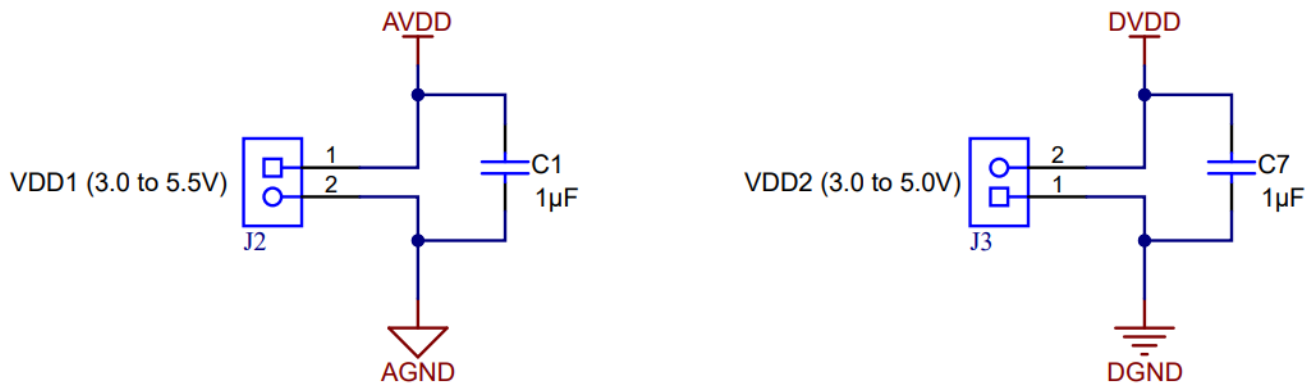 AVDD
VDD1 (3.0 to 5.5V)
1
2
J2
C1
1µF
AGND
DVDD
VDD2 (3.0 to 5.0V)
2
1
J3
C7
1µF
DGND